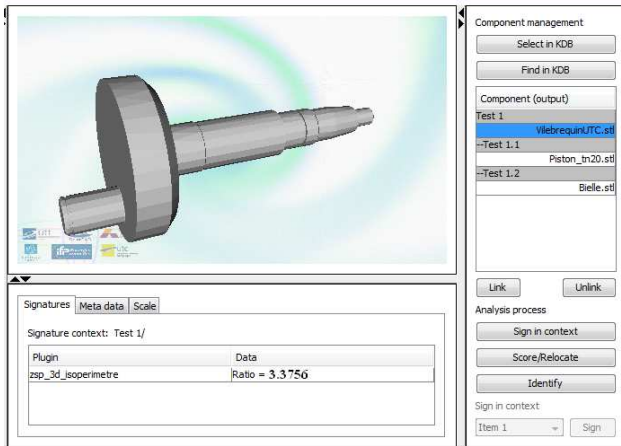 Component management
Select in KDB
Find in KDB
Component (output)
Test 1
VilebrequinUTC.stl
--Test 1.1
Piston_tn20.stl
--Test 1.2
Bielle.stl
Link Unlink
Analysis process
Sign in context
Score/Relocate
Identify
Sign in context
Item 1 Sign
utt
utc
Signatures Meta data Scale
Signature context: Test 1/
Plugin Data
zsp_3d_isoperimetre Ratio = 3.3756